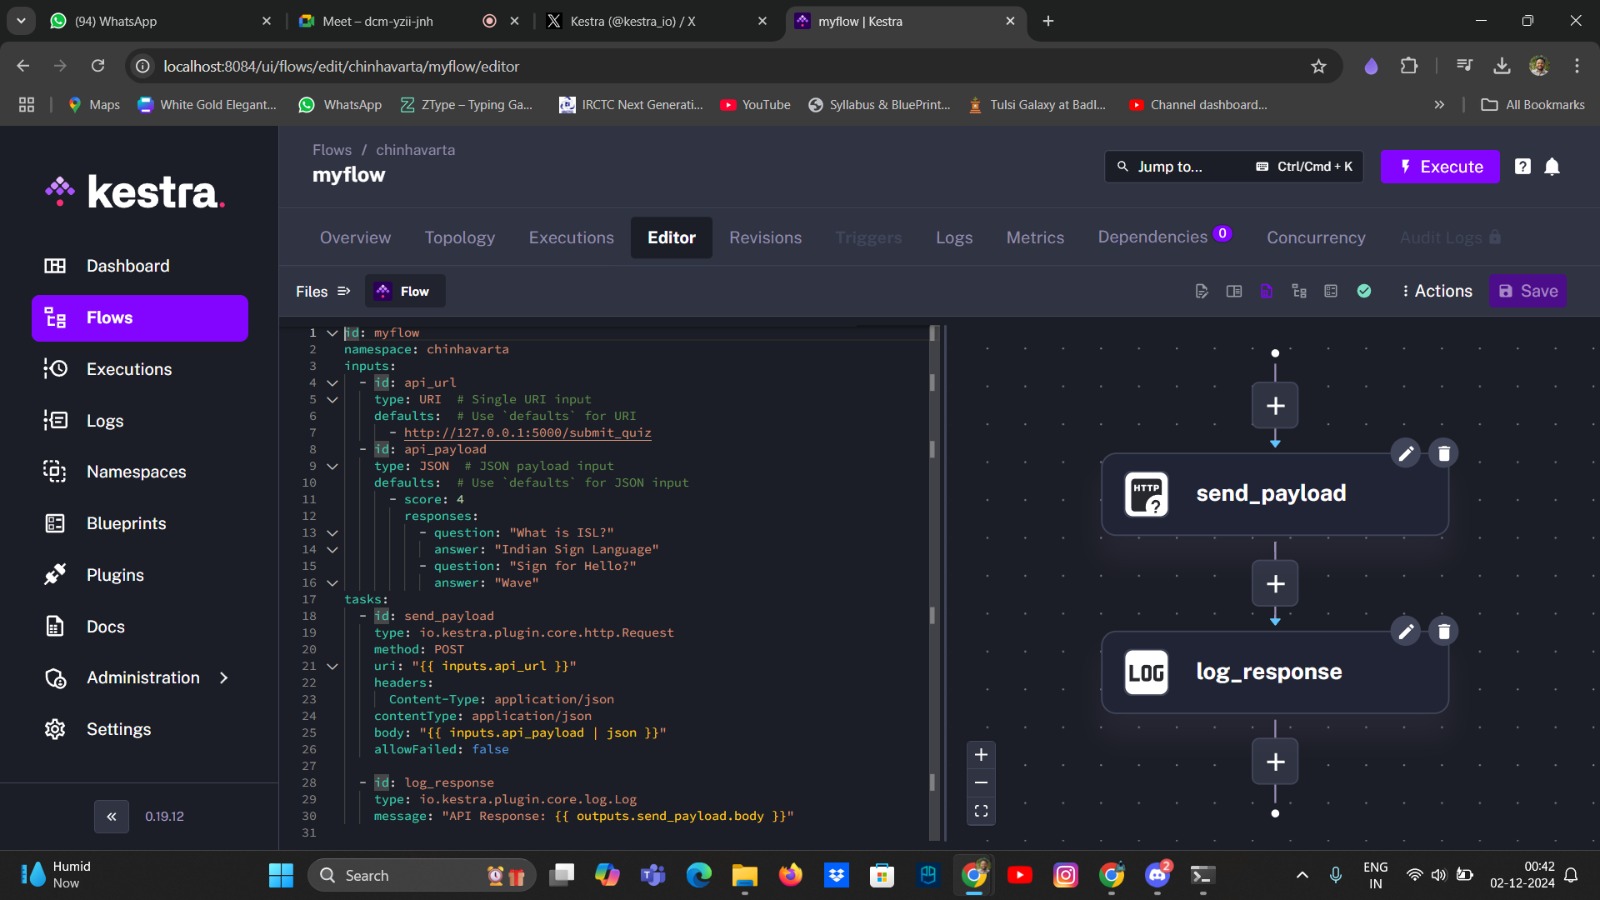 (94) WhatsApp
Meet – dcm-yzii-jnh
Kestra (@kestra_io) / X
myflow | Kestra
localhost:8084/ui/flows/edit/chinhavarta/myflow/editor
Maps
White Gold Elegant...
WhatsApp
ZType – Typing Ga...
IRCTC Next Generati...
YouTube
Syllabus & BluePrint...
Tulsi Galaxy at Badl...
Channel dashboard...
»
All Bookmarks
kestra.
Dashboard
Flows
Executions
Logs
Namespaces
Blueprints
Plugins
Docs
Administration
Settings
«
0.19.12
Flows / chinhavarta
myflow
Jump to...
Ctrl/Cmd + K
Execute
Overview
Topology
Executions
Editor
Revisions
Triggers
Logs
Metrics
Dependencies 0
Concurrency
Audit Logs
Files
Flow
Actions
Save
1 id: myflow
2 namespace: chinhavarta
3 inputs:
4 - id: api_url
5 type: URI # Single URI input
6 defaults: # Use `defaults` for URI
7 - http://127.0.0.1:5000/submit_quiz
8 - id: api_payload
9 type: JSON # JSON payload input
10 defaults: # Use `defaults` for JSON input
11 - score: 4
12 responses:
13 - question: "What is ISL?"
14 answer: "Indian Sign Language"
15 - question: "Sign for Hello?"
16 answer: "Wave"
17 tasks:
18 - id: send_payload
19 type: io.kestra.plugin.core.http.Request
20 method: POST
21 uri: "{{ inputs.api_url }}"
22 headers:
23 Content-Type: application/json
24 contentType: application/json
25 body: "{{ inputs.api_payload | json }}"
26 allowFailed: false
27
28 - id: log_response
29 type: io.kestra.plugin.core.log.Log
30 message: "API Response: {{ outputs.send_payload.body }}"
31
HTTP
?
send_payload
LOG
log_response
Humid
Now
Search
2
ENG
IN
00:42
02-12-2024